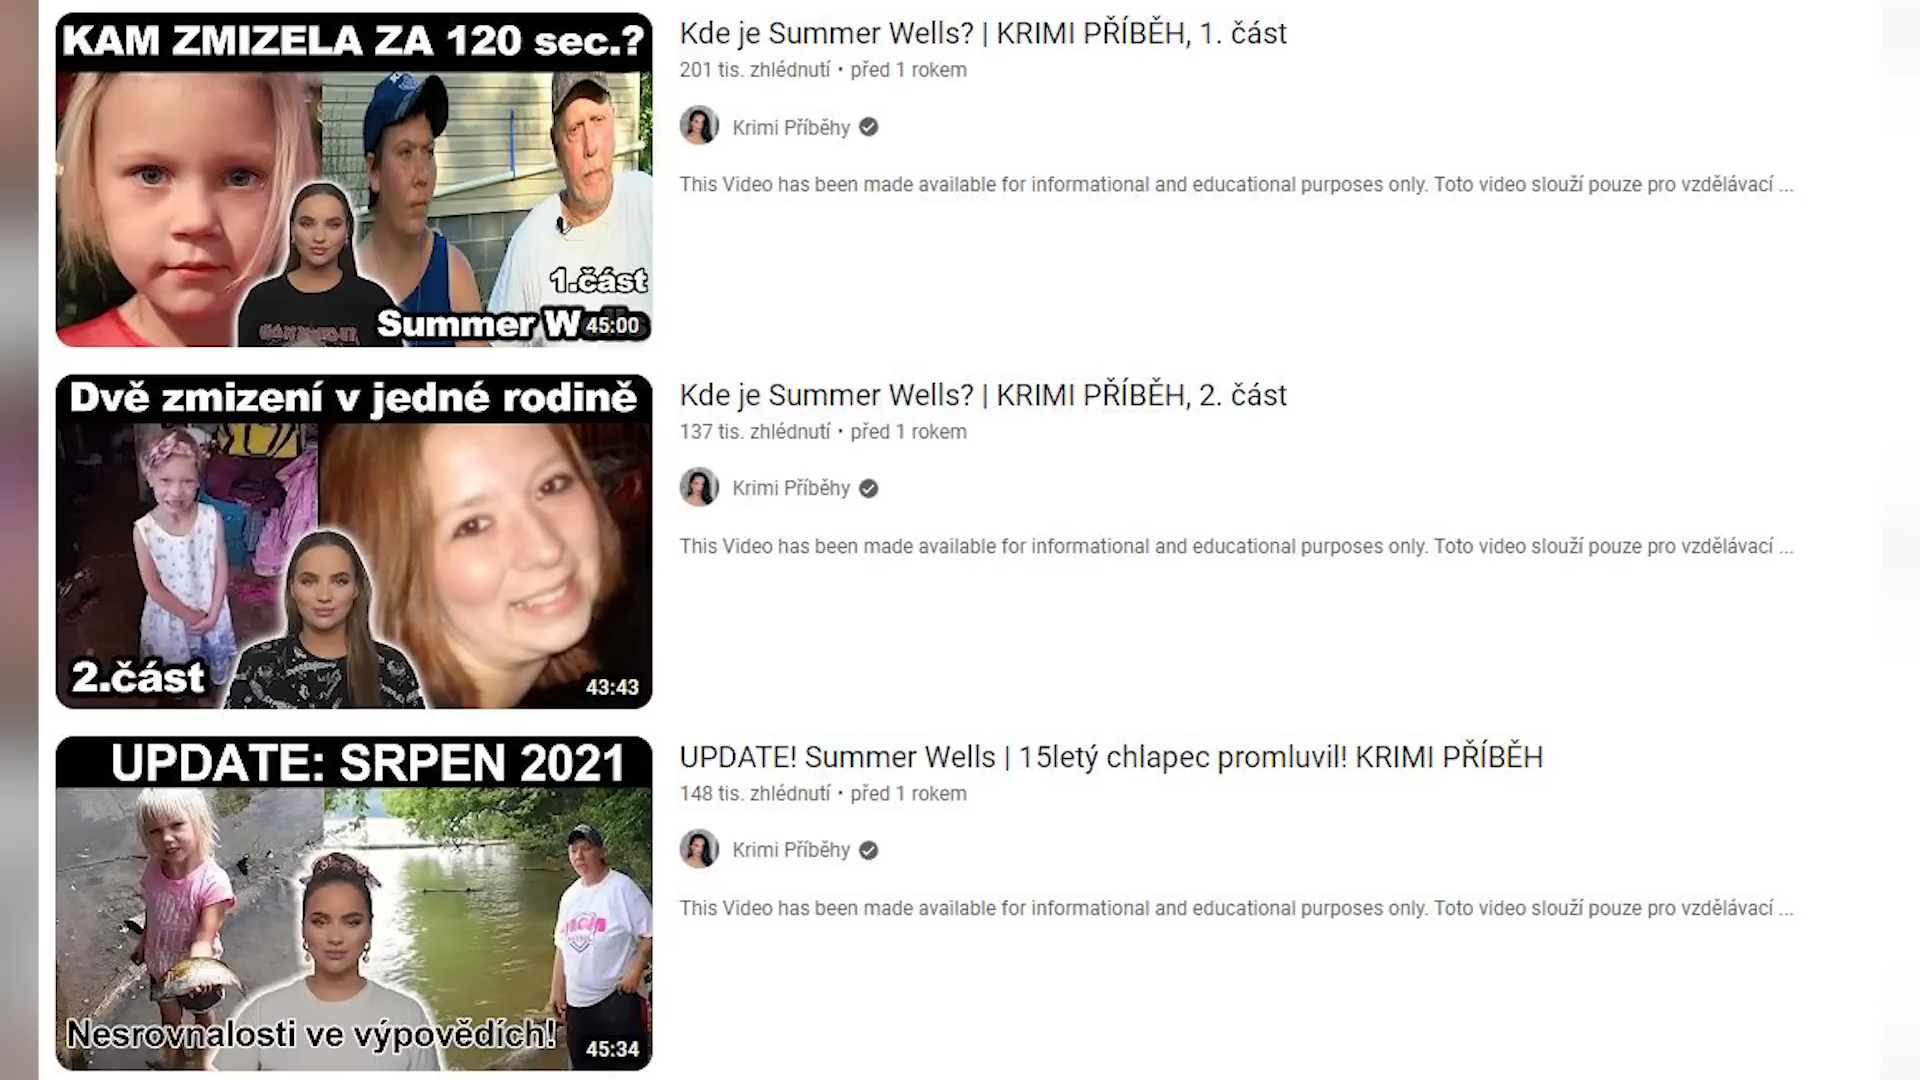 KAM ZMIZELA ZA 120 sec.?
1.část
Summer W
45:00
Kde je Summer Wells? | KRIMI PŘÍBĚH, 1. část
201 tis. zhlédnutí • před 1 rokem
Krimi Příběhy
This Video has been made available for informational and educational purposes only. Toto video slouží pouze pro vzdělávací ...
Dvě zmizení v jedné rodině
2.část
43:43
Kde je Summer Wells? | KRIMI PŘÍBĚH, 2. část
137 tis. zhlédnutí • před 1 rokem
Krimi Příběhy
This Video has been made available for informational and educational purposes only. Toto video slouží pouze pro vzdělávací ...
UPDATE: SRPEN 2021
Nesrovnalosti ve výpovědích!
45:34
UPDATE! Summer Wells | 15letý chlapec promluvil! KRIMI PŘÍBĚH
148 tis. zhlédnutí • před 1 rokem
Krimi Příběhy
This Video has been made available for informational and educational purposes only. Toto video slouží pouze pro vzdělávací ...